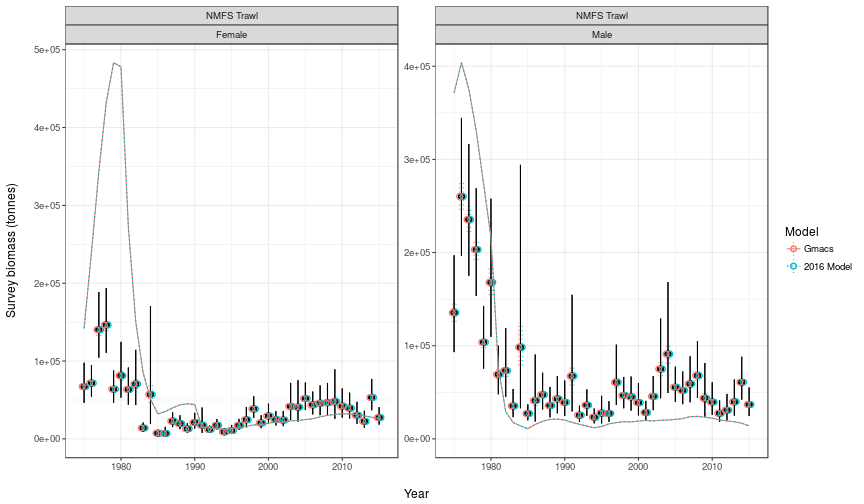 NMFS Trawl
NMFS Trawl
Female
Male
5e+05
4e+05
3e+05
2e+05
1e+05
0e+00
4e+05
3e+05
2e+05
1e+05
0e+00
Survey biomass (tonnes)
1980
1990
2000
2010
1980
1990
2000
2010
Year
Model
Gmacs
2016 Model